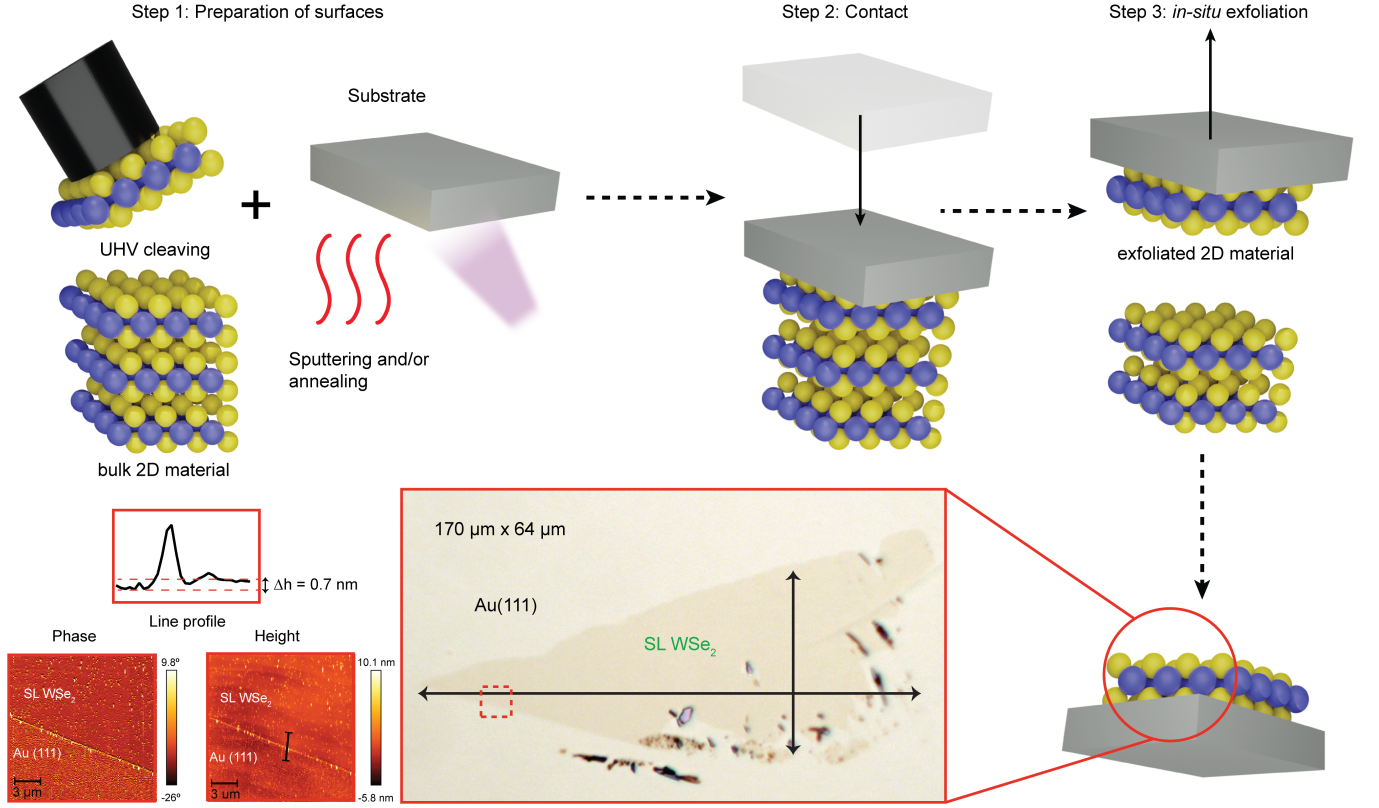 Step 1: Preparation of surfaces
Step 2: Contact
Step 3: in-situ exfoliation
Substrate
+
UHV cleaving
exfoliated 2D material
Sputtering and/or
annealing
bulk 2D material
170 µm x 64 µm
Au(111)
SL WSe₂
Δh = 0.7 nm
Line profile
Phase
Height
9.8º
10.1 nm
SL WSe₂
SL WSe₂
Au (111)
Au (111)
3 µm
3 µm
-26º
-5.8 nm